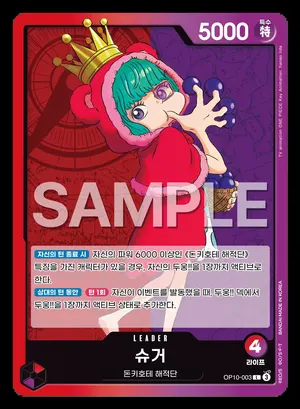 5000
특수
特
SAMPLE
자신의 턴 종료 시 자신의 파워 6000 이상인 《돈키호테 해적단》
특징을 가진 캐릭터가 있을 경우, 자신의 두웅!!을 1장까지 액티브로
한다.
상대의 턴 동안 턴 1회 자신이 이벤트를 발동했을 때, 두웅!! 덱에서
두웅!!을 1장까지 액티브 상태로 추가한다.
LEADER
슈거
4
라이프
돈키호테 해적단
OP10-003 L